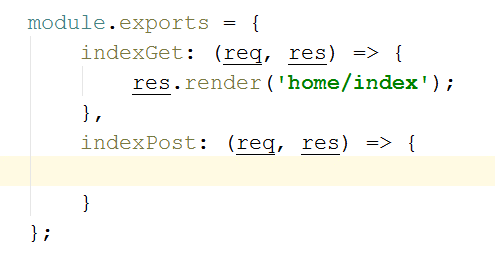 module.exports = {
    indexGet: (req, res) => {
        res.render('home/index');
    },
    indexPost: (req, res) => {

    }
};